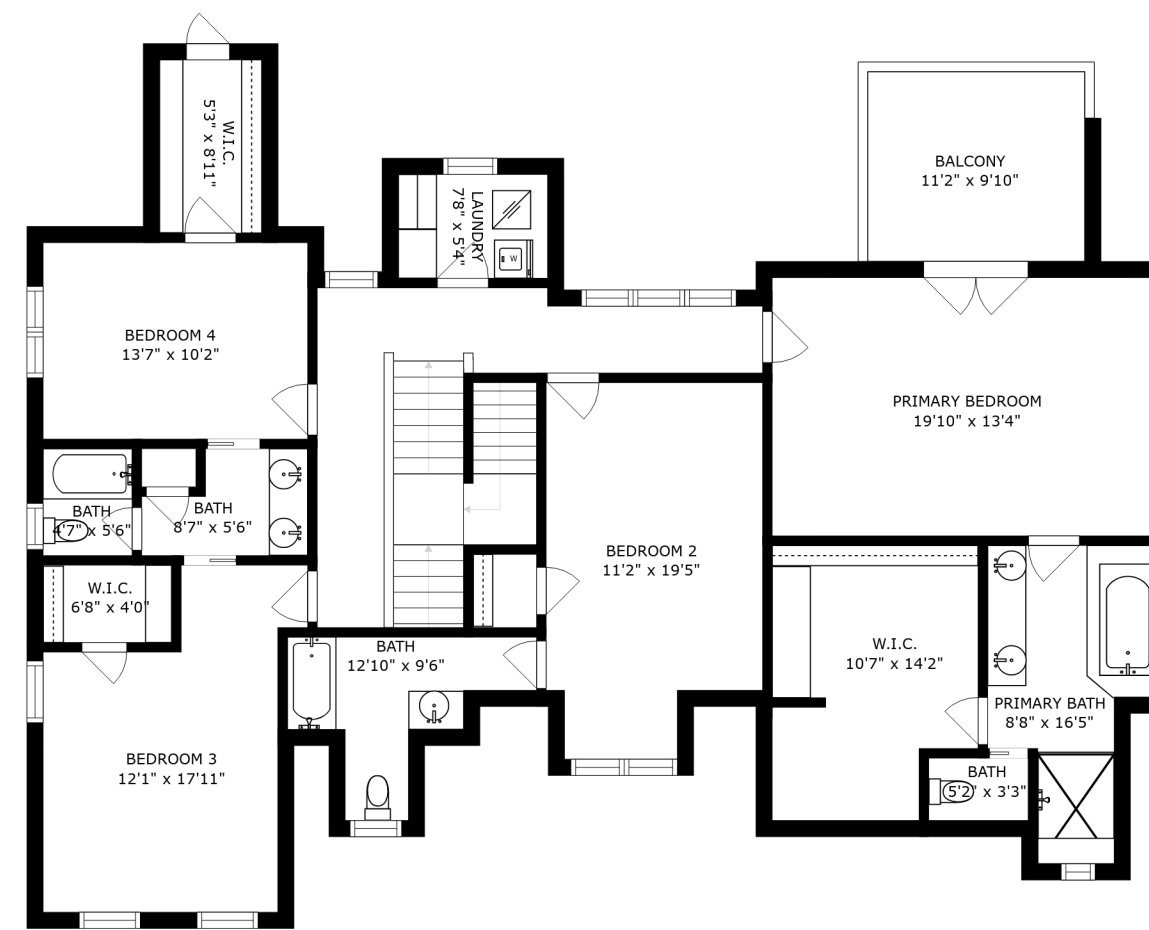 W.I.C.
5'3" x 8'11"
LAUNDRY
7'8" x 5'4"
W
BALCONY
11'2" x 9'10"
BEDROOM 4
13'7" x 10'2"
PRIMARY BEDROOM
19'10" x 13'4"
BATH
4'7" x 5'6"
BATH
8'7" x 5'6"
BEDROOM 2
11'2" x 19'5"
W.I.C.
6'8" x 4'0"
BATH
12'10" x 9'6"
W.I.C.
10'7" x 14'2"
PRIMARY BATH
8'8" x 16'5"
BEDROOM 3
12'1" x 17'11"
BATH
5'2" x 3'3"